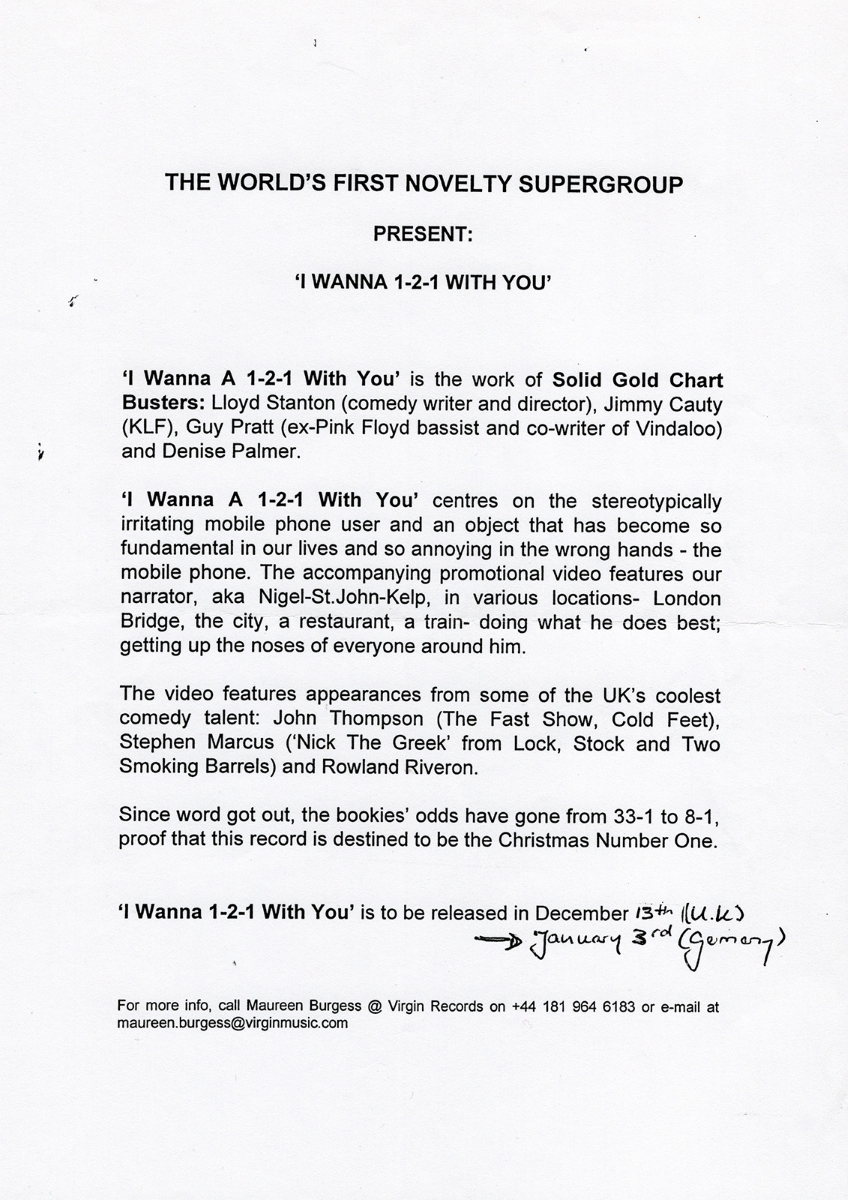 THE WORLD'S FIRST NOVELTY SUPERGROUP
PRESENT:
'I WANNA 1-2-1 WITH YOU'
'I Wanna A 1-2-1 With You' is the work of Solid Gold Chart
Busters: Lloyd Stanton (comedy writer and director), Jimmy Cauty
(KLF), Guy Pratt (ex-Pink Floyd bassist and co-writer of Vindaloo)
and Denise Palmer.
'I Wanna A 1-2-1 With You' centres on the stereotypically
irritating mobile phone user and an object that has become so
fundamental in our lives and so annoying in the wrong hands - the
mobile phone. The accompanying promotional video features our
narrator, aka Nigel-St.John-Kelp, in various locations- London
Bridge, the city, a restaurant, a train- doing what he does best;
getting up the noses of everyone around him.
The video features appearances from some of the UK's coolest
comedy talent: John Thompson (The Fast Show, Cold Feet),
Stephen Marcus ('Nick The Greek' from Lock, Stock and Two
Smoking Barrels) and Rowland Riveron.
Since word got out, the bookies' odds have gone from 33-1 to 8-1,
proof that this record is destined to be the Christmas Number One.
'I Wanna 1-2-1 With You' is to be released in December 13th (U.K)
→ January 3rd (Germany)
For more info, call Maureen Burgess @ Virgin Records on +44 181 964 6183 or e-mail at
maureen.burgess@virginmusic.com